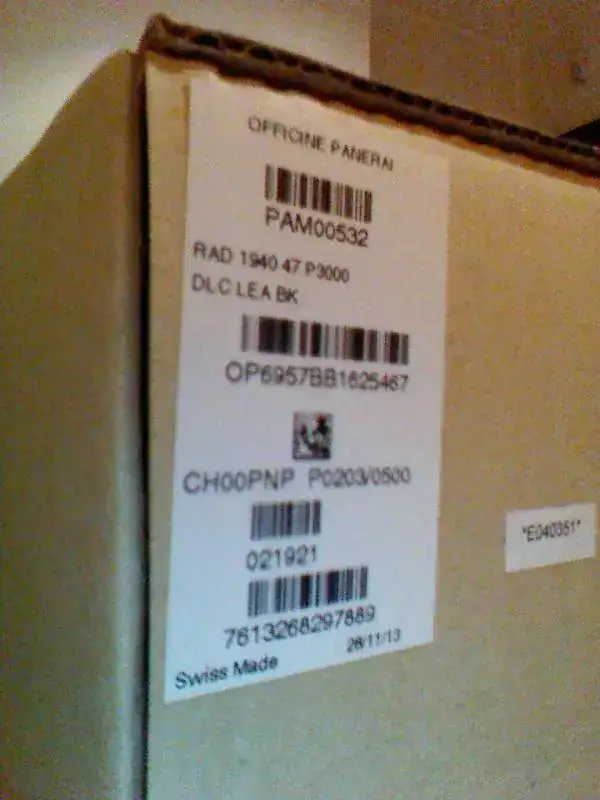 OFFICINE PANERAI
PAM00532
RAD 1940 47 P3000
DLC LEA BK
OP6957BB1625467
CH00PNP P0203/0500
021921
7613268297889
Swiss Made 28/11/13
*E040351*